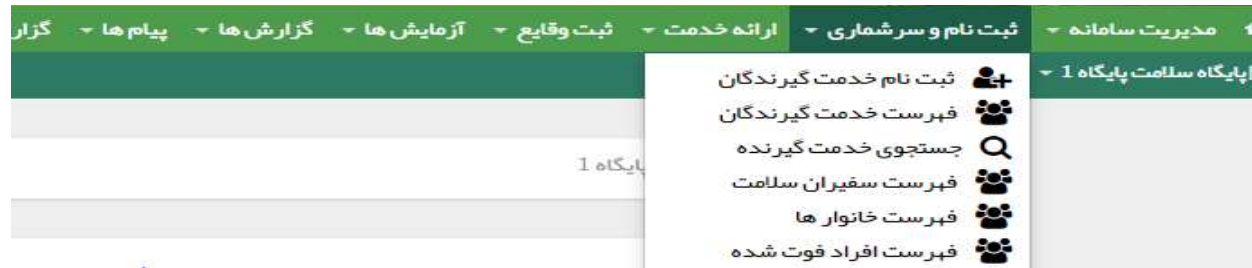 مدیریت سامانه ثبت نام و سرشماری ارائه خدمت ثبت وقایع آزمایش ها گزارش ها پیام ها
پایگاه سلامت پایگاه 1
ثبت نام خدمت گیرندگان
فهرست خدمت گیرندگان
جستجوی خدمت گیرنده
فهرست سفیران سلامت
فهرست خانوار ها
فهرست افراد فوت شده
پایگاه 1